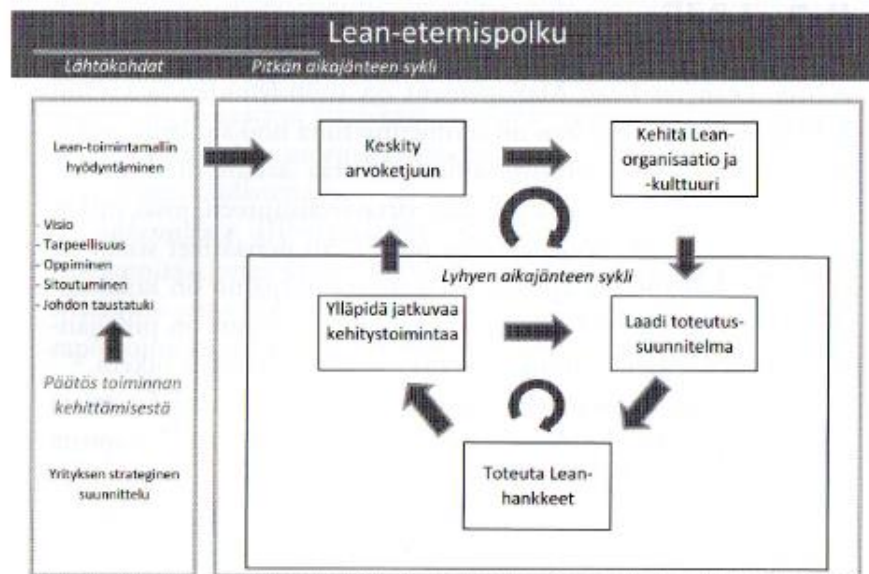 Lean-etemispolku
Lähtökohdat
Pitkän aikajänteen sykli
Lean-toimintamallin
hyödyntäminen
- Visio
- Tarpeellisuus
- Oppiminen
- Sitoutuminen
- Johdon taustatuki
Päätös toiminnan
kehittämisestä
Yrityksen strateginen
suunnittelu
Keskity
arvoketjuun
Kehitä Lean-
organisaatio ja
-kulttuuri
Lyhyen aikajänteen sykli
Ylläpidä jatkuvaa
kehitystoimintaa
Laadi toteutus-
suunnitelma
Toteuta Lean-
hankkeet